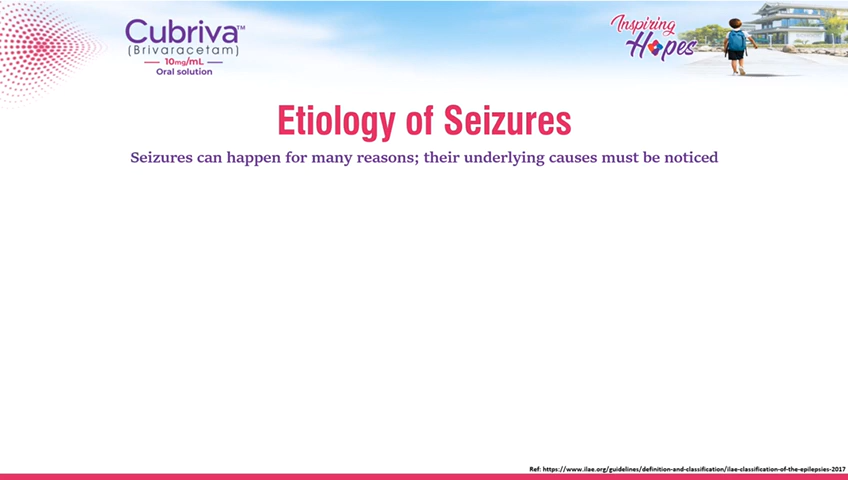 Cubriva™
(Brivaracetam)
10mg/mL
Oral solution
Inspiring
Hopes
Etiology of Seizures
Seizures can happen for many reasons; their underlying causes must be noticed
Ref: https://www.ilae.org/guidelines/definition-and-classification/ilae-classification-of-the-epilepsies-2017